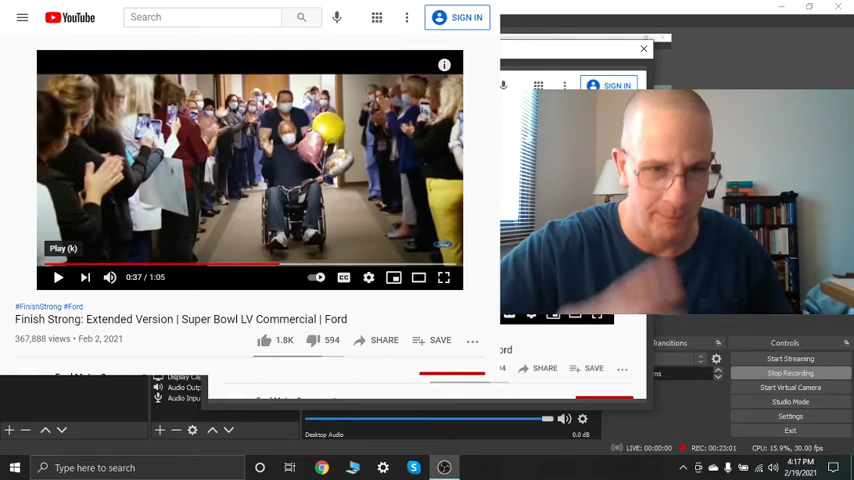 YouTube
Search
SIGN IN
SIGN IN
Play (k)
0:37 / 1:05
CC
Ford
#FinishStrong #Ford
Finish Strong: Extended Version | Super Bowl LV Commercial | Ford
367,888 views • Feb 2, 2021
1.8K
594
SHARE
SAVE
ord
SHARE
SAVE
Audio Outp
Audio Inpu
Desktop Audio
0.0 dB
Controls
Start Streaming
Stop Recording
Start Virtual Camera
Studio Mode
Settings
Exit
LIVE: 00:00:00
REC: 00:23:01
CPU: 15.9%, 30.00 fps
Type here to search
4:17 PM
2/19/2021